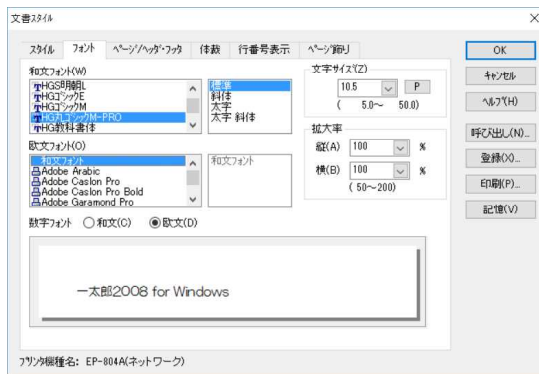 文書スタイル
スタイル フォント ページ/ヘッダ・フッタ 体裁 行番号表示 ページ飾り
和文フォント(W)
HGS明朝L
HGゴシックE
HGゴシックM
HG丸ゴシックM-PRO
HG教科書体
標準
斜体
太字
太字 斜体
文字サイズ(Z)
10.5 P
( 5.0～ 50.0)
拡大率
縦(A) 100 %
横(B) 100 %
( 50～200)
欧文フォント(O)
和文フォント
Adobe Arabic
Adobe Caslon Pro
Adobe Caslon Pro Bold
Adobe Garamond Pro
和文フォント
数字フォント 和文(C) 欧文(D)
一太郎2008 for Windows
プリンタ機種名: EP-804A(ネットワーク)
OK
キャンセル
ヘルプ(H)
呼び出し(N)...
登録(X)...
印刷(P)...
記憶(V)